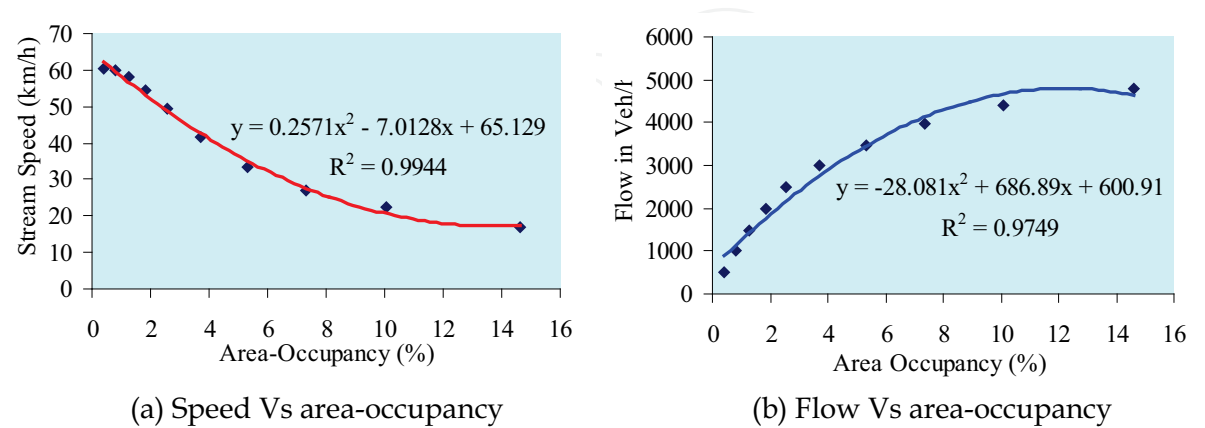 70
60
50
40
30
20
10
0
Stream Speed (km/h)
y = 0.2571x² - 7.0128x + 65.129
R² = 0.9944
0 2 4 6 8 10 12 14 16
Area-Occupancy (%)
(a) Speed Vs area-occupancy
6000
5000
4000
3000
2000
1000
0
Flow in Veh/
y = -28.081x² + 686.89x + 600.91
R² = 0.9749
0 2 4 6 8 10 12 14 16
Area Occupancy (%)
(b) Flow Vs area-occupancy